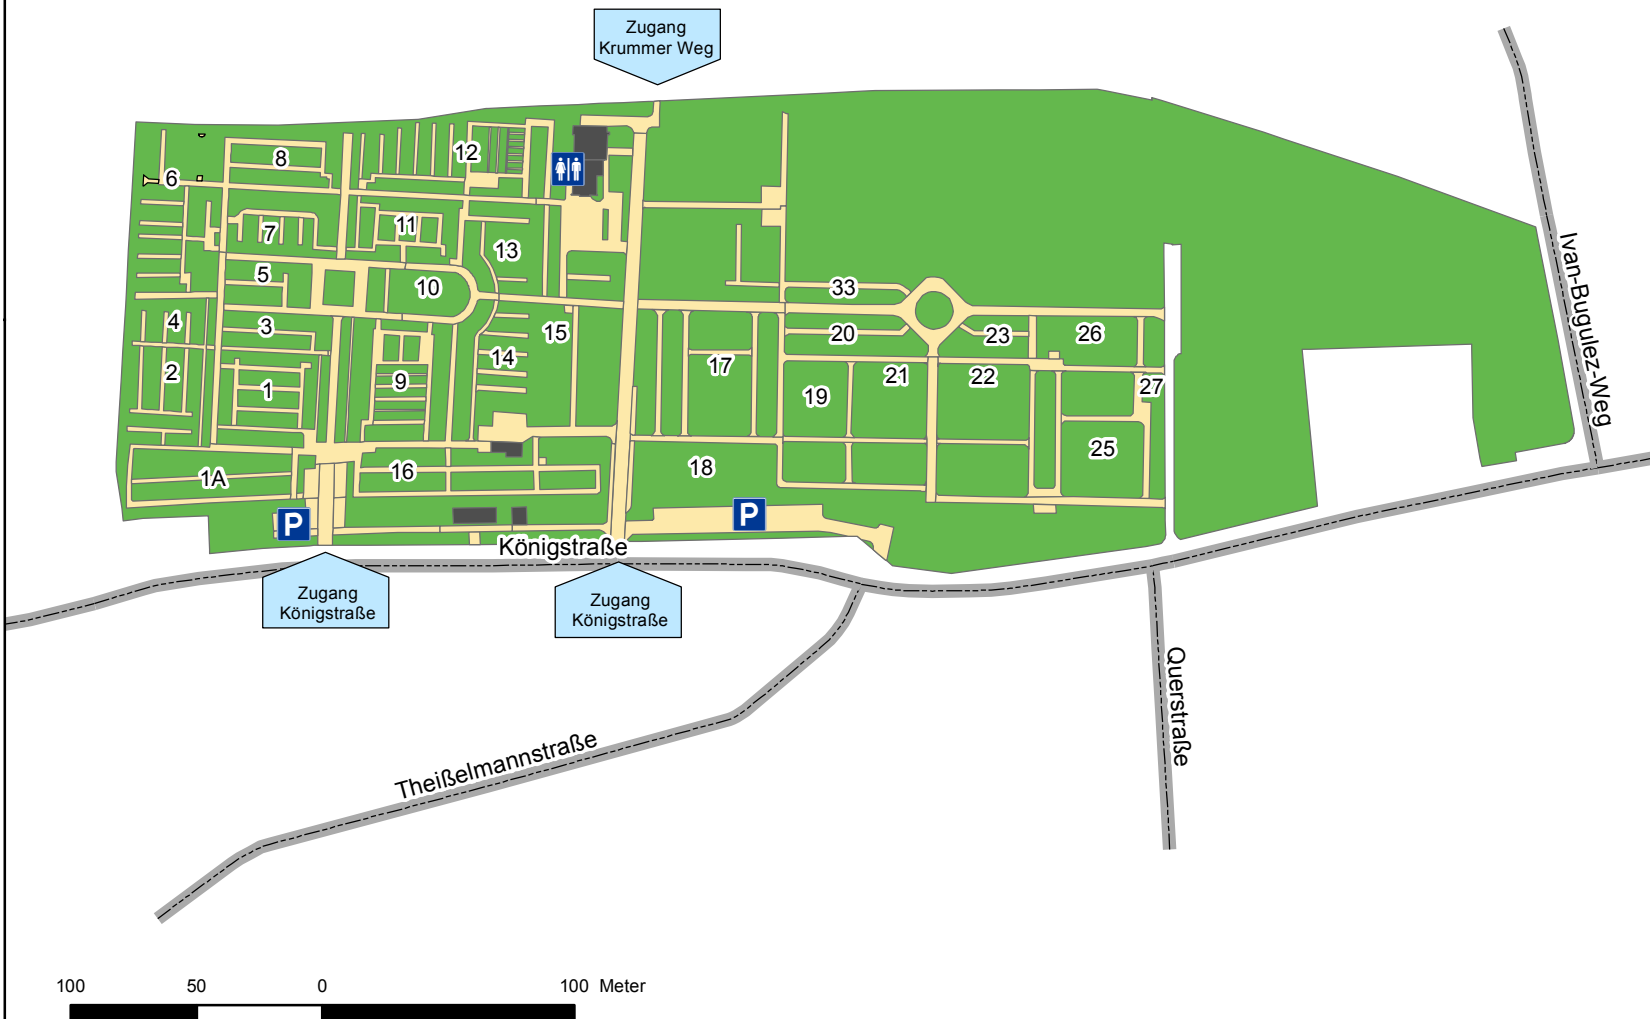 Zugang
Krummer Weg
12
8
6
11
7
13
5
10
33
4
3
15
20
23
26
14
17
2
1
9
21
22
27
19
25
16
18
1A
P
P
Königstraße
Zugang
Königstraße
Zugang
Königstraße
Ivan-Bugulez-Weg
Querstraße
Theißelmannstraße
100 50 0 100 Meter